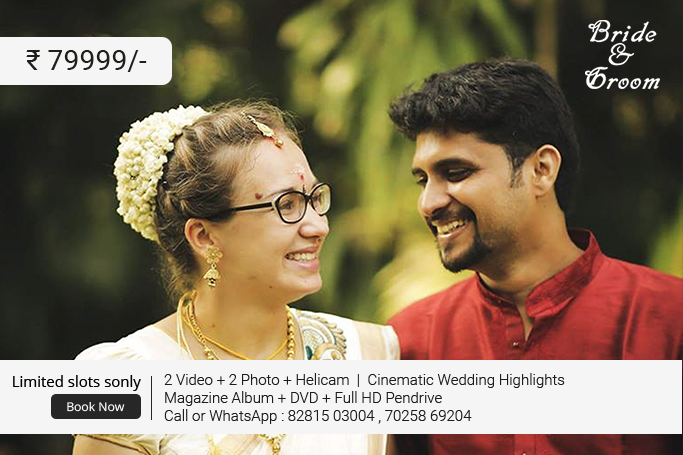 ₹ 79999/-
Bride
&
Groom
Limited slots sonly
Book Now
2 Video + 2 Photo + Helicam | Cinematic Wedding Highlights
Magazine Album + DVD + Full HD Pendrive
Call or WhatsApp : 82815 03004 , 70258 69204